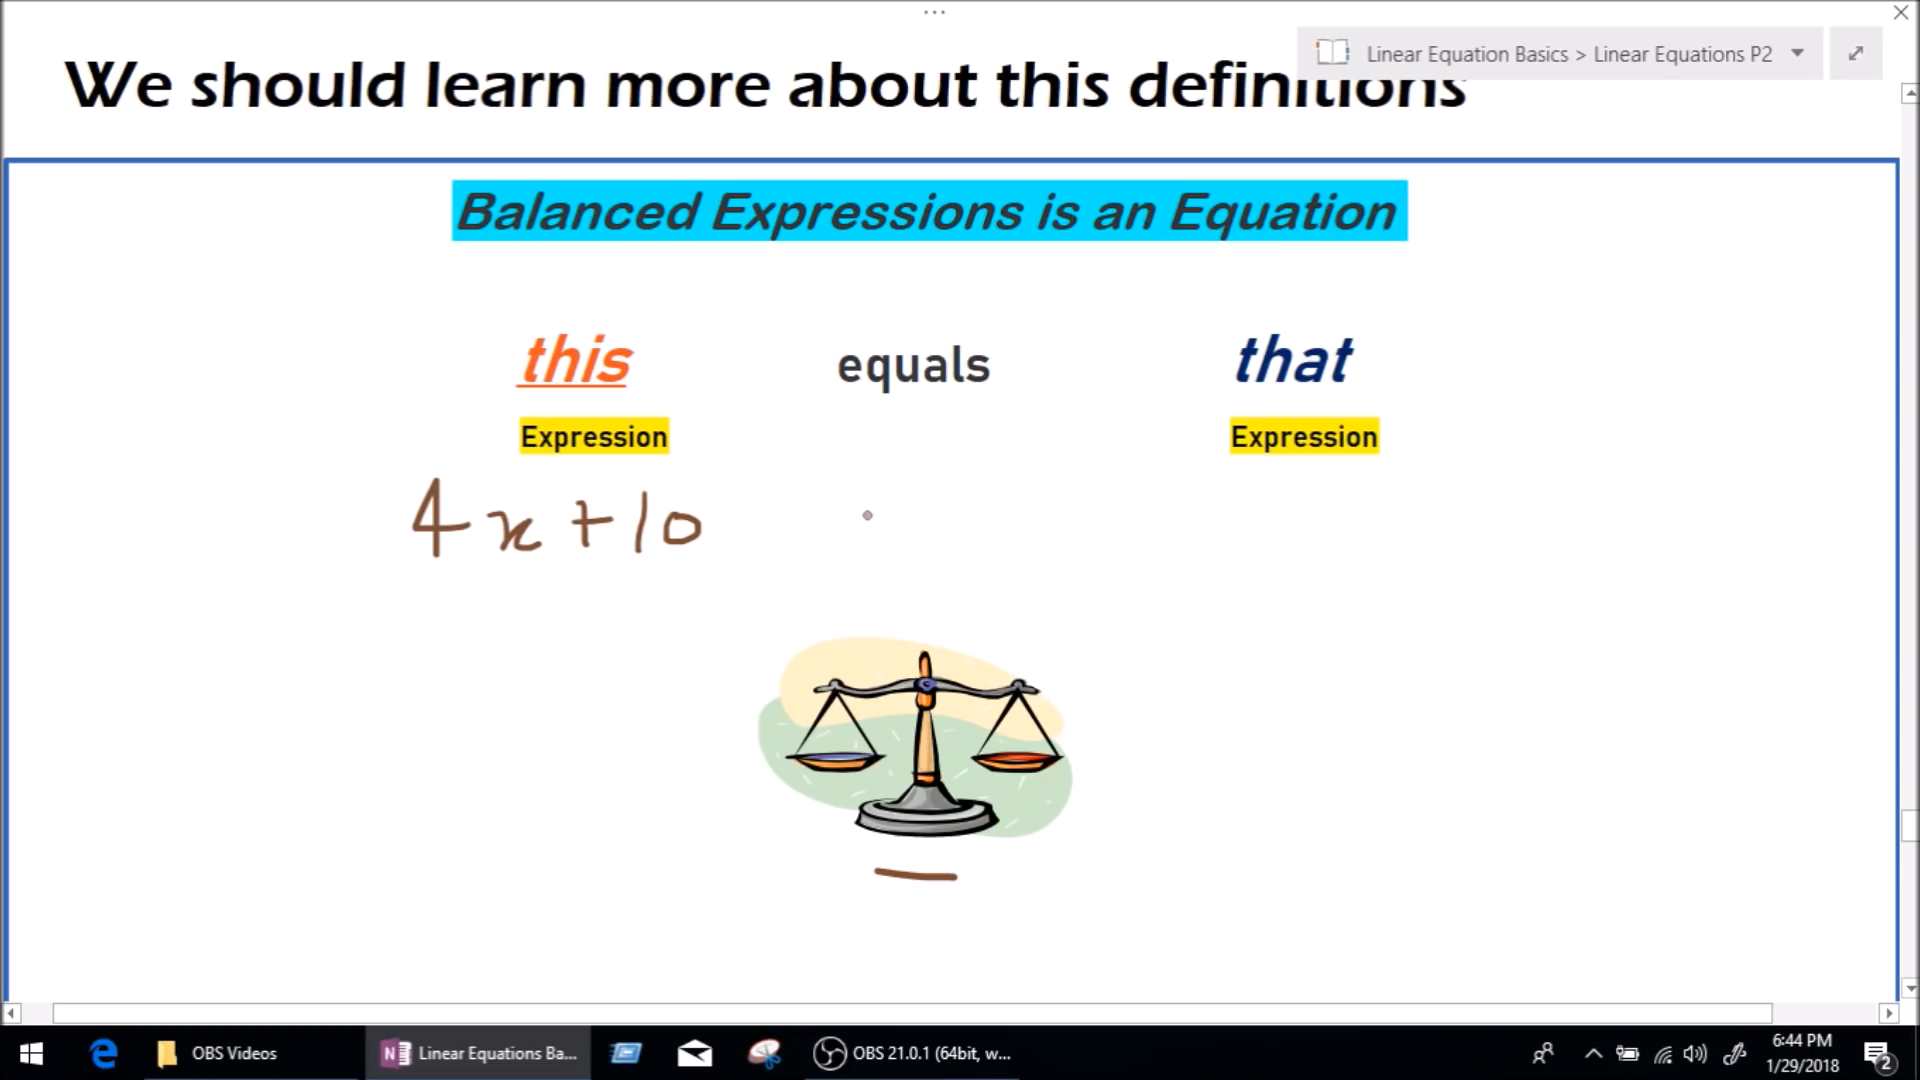 Linear Equation Basics > Linear Equations P2
We should learn more about this definitions
Balanced Expressions is an Equation
this equals that
Expression Expression
4x+10
OBS Videos
Linear Equations Ba...
OBS 21.0.1 (64bit, w...
6:44 PM
1/29/2018
2